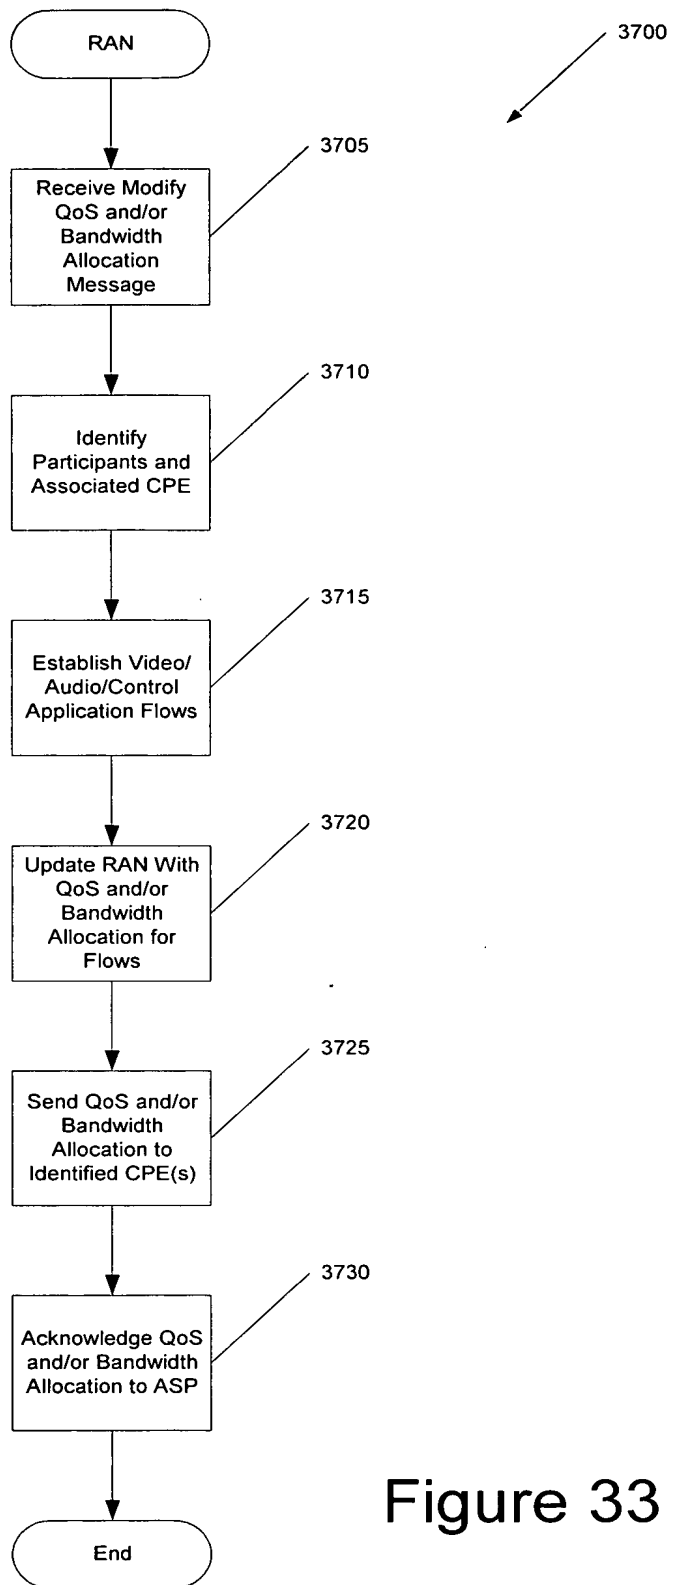 RAN
3700
3705
Receive Modify
QoS and/or
Bandwidth
Allocation
Message
3710
Identify
Participants and
Associated CPE
3715
Establish Video/
Audio/Control
Application Flows
3720
Update RAN With
QoS and/or
Bandwidth
Allocation for
Flows
3725
Send QoS and/or
Bandwidth
Allocation to
Identified CPE(s)
3730
Acknowledge QoS
and/or Bandwidth
Allocation to ASP
Figure 33
End